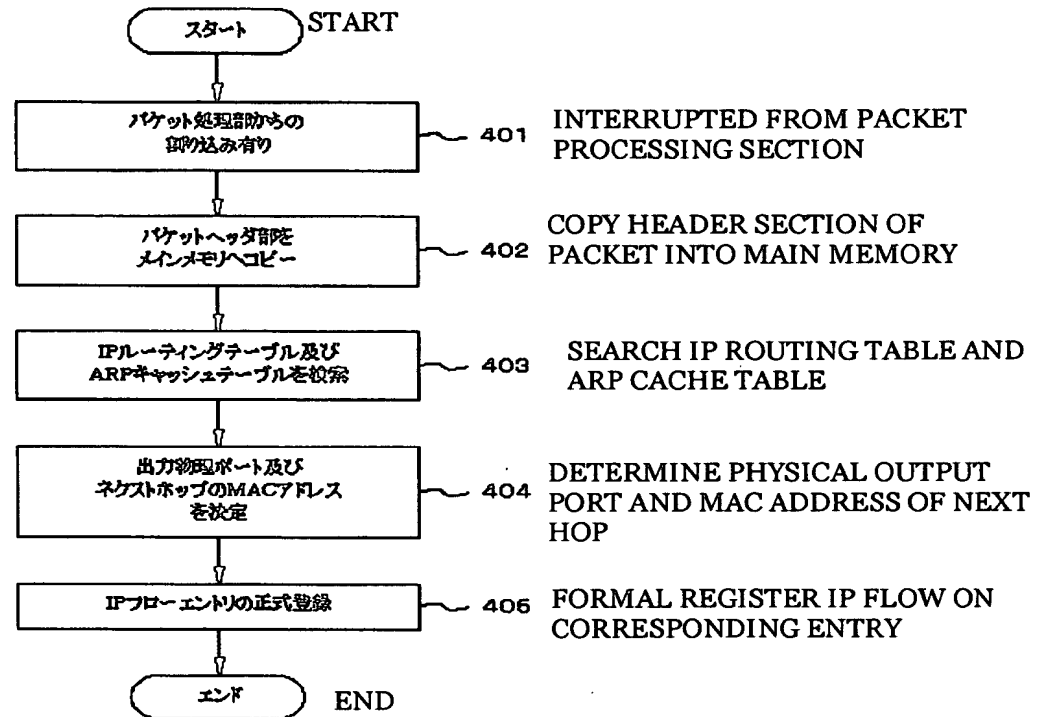 スタート START
パケット処理部からの
割り込み有り
401
INTERRUPTED FROM PACKET
PROCESSING SECTION
パケットヘッダ部を
メインメモリへコピー
402
COPY HEADER SECTION OF
PACKET INTO MAIN MEMORY
IPルーティングテーブル及び
ARPキャッシュテーブルを検索
403
SEARCH IP ROUTING TABLE AND
ARP CACHE TABLE
出力物理ポート及び
ネクストホップのMACアドレス
を決定
404
DETERMINE PHYSICAL OUTPUT
PORT AND MAC ADDRESS OF NEXT
HOP
IPフローエントリの正式登録
405
FORMAL REGISTER IP FLOW ON
CORRESPONDING ENTRY
エンド END